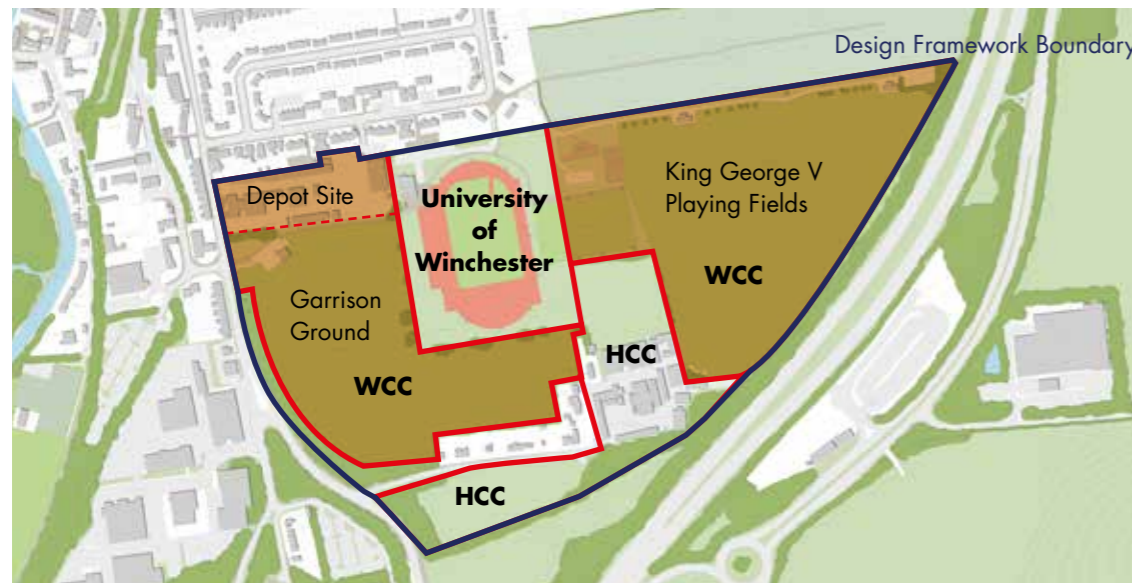 Design Framework Boundary
Depot Site
University
of
Winchester
King George V
Playing Fields
WCC
Garrison
Ground
WCC
HCC
HCC